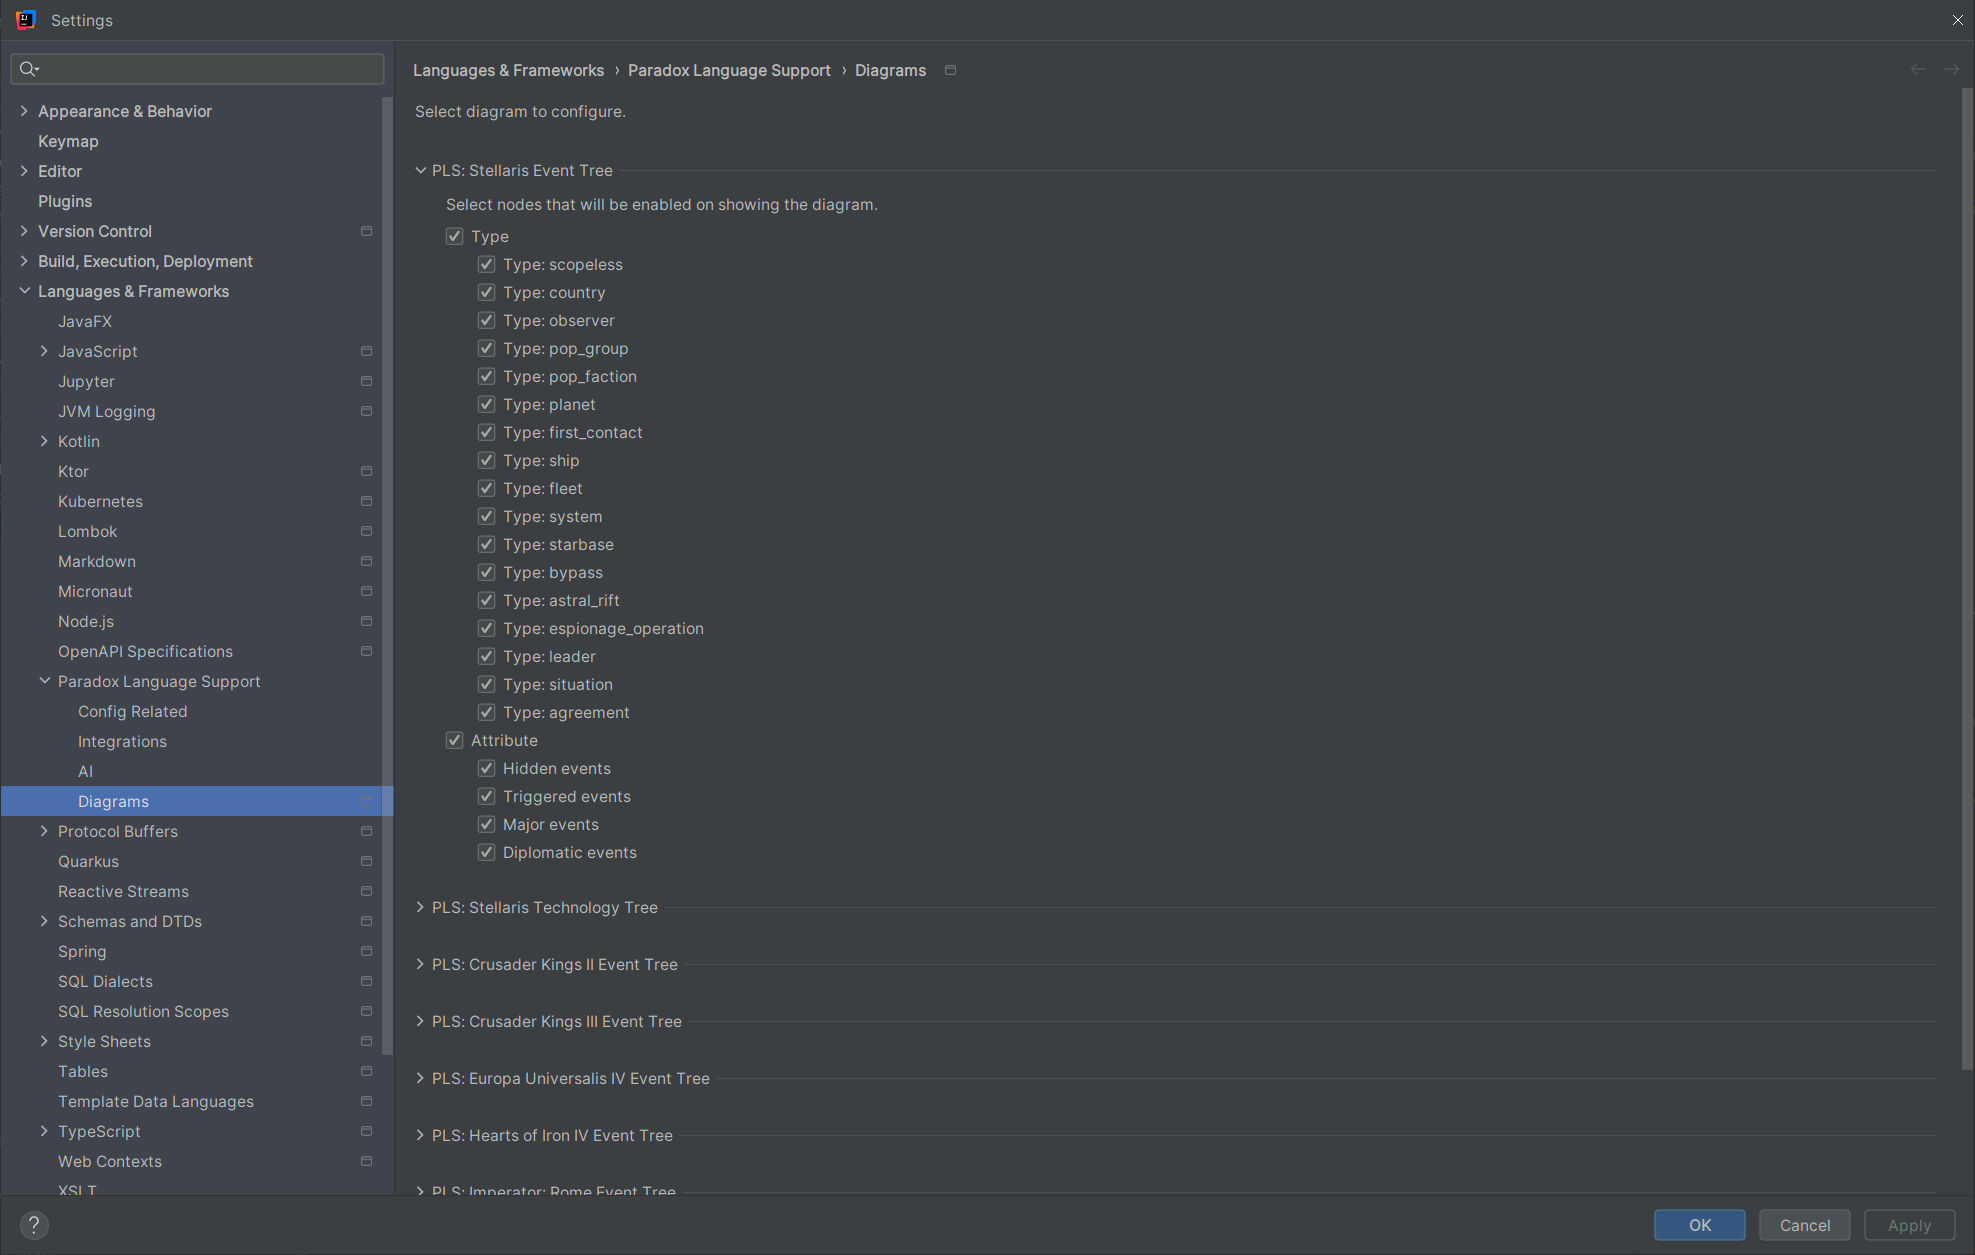 Settings
Appearance & Behavior
Keymap
Editor
Plugins
Version Control
Build, Execution, Deployment
Languages & Frameworks
JavaFX
JavaScript
Jupyter
JVM Logging
Kotlin
Ktor
Kubernetes
Lombok
Markdown
Micronaut
Node.js
OpenAPI Specifications
Paradox Language Support
Config Related
Integrations
AI
Diagrams
Protocol Buffers
Quarkus
Reactive Streams
Schemas and DTDs
Spring
SQL Dialects
SQL Resolution Scopes
Style Sheets
Tables
Template Data Languages
TypeScript
Web Contexts
XSLT
Languages & Frameworks › Paradox Language Support › Diagrams
Select diagram to configure.
PLS: Stellaris Event Tree
Select nodes that will be enabled on showing the diagram.
Type
Type: scopeless
Type: country
Type: observer
Type: pop_group
Type: pop_faction
Type: planet
Type: first_contact
Type: ship
Type: fleet
Type: system
Type: starbase
Type: bypass
Type: astral_rift
Type: espionage_operation
Type: leader
Type: situation
Type: agreement
Attribute
Hidden events
Triggered events
Major events
Diplomatic events
PLS: Stellaris Technology Tree
PLS: Crusader Kings II Event Tree
PLS: Crusader Kings III Event Tree
PLS: Europa Universalis IV Event Tree
PLS: Hearts of Iron IV Event Tree
PLS: Imperator: Rome Event Tree
?
OK
Cancel
Apply